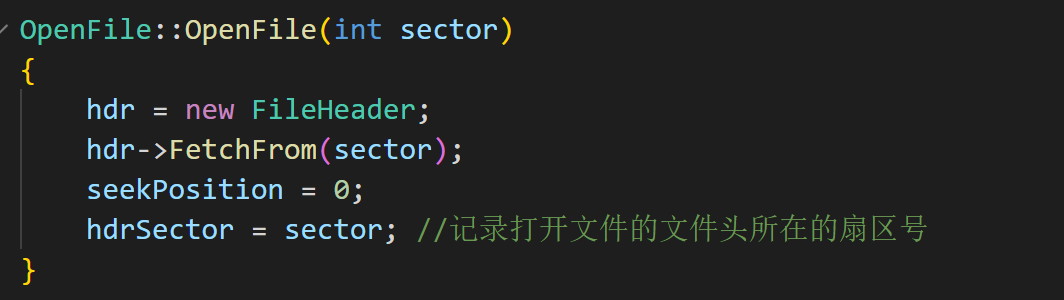 OpenFile::OpenFile(int sector)
{
    hdr = new FileHeader;
    hdr->FetchFrom(sector);
    seekPosition = 0;
    hdrSector = sector; //记录打开文件的文件头所在的扇区号
}